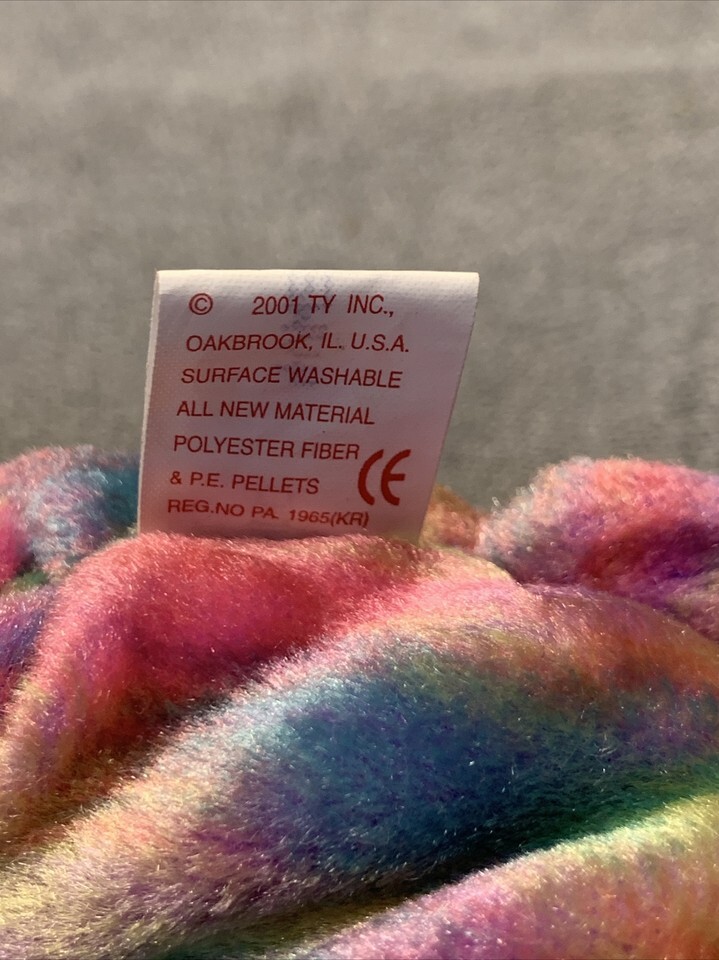 © 2001 TY INC.,
OAKBROOK, IL. U.S.A.
SURFACE WASHABLE
ALL NEW MATERIAL
POLYESTER FIBER
& P.E. PELLETS CE
REG.NO PA. 1965(KR)